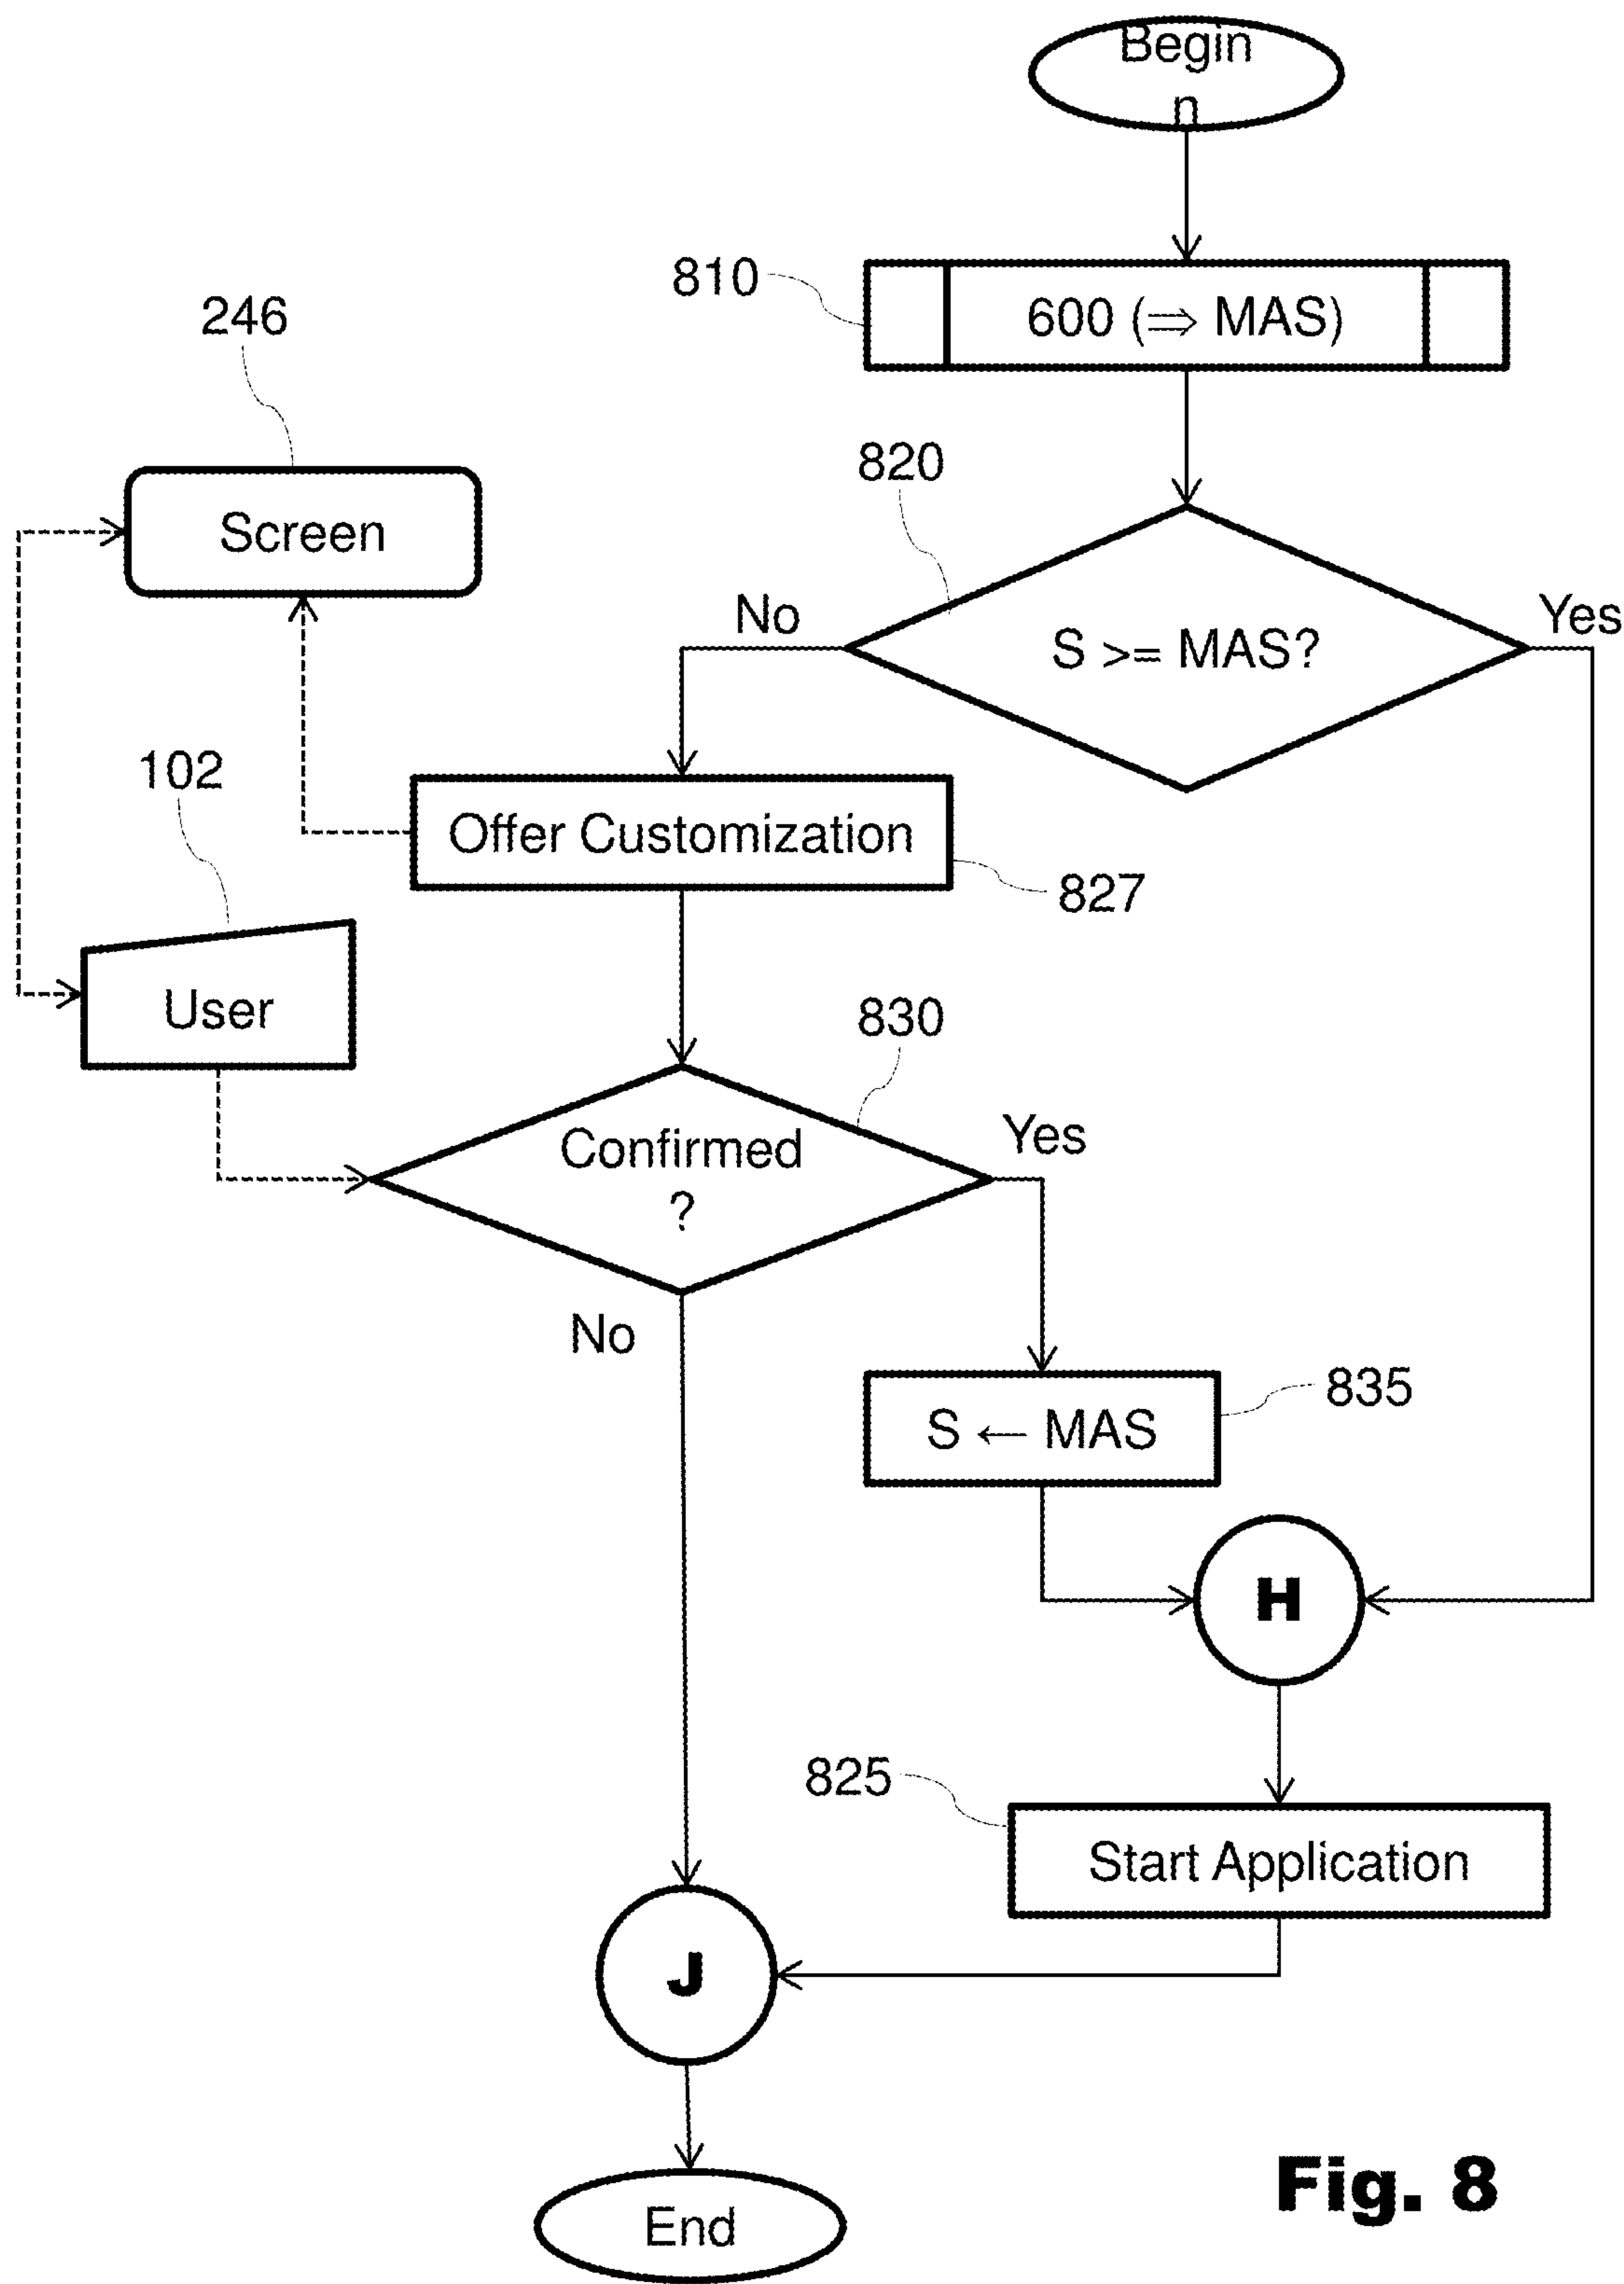 Begin
n
810
600 (⇒ MAS)
246
820
Screen
No
Yes
S >= MAS?
102
Offer Customization
827
User
830
Confirmed
?
Yes
No
835
S ← MAS
H
825
Start Application
J
End
Fig. 8